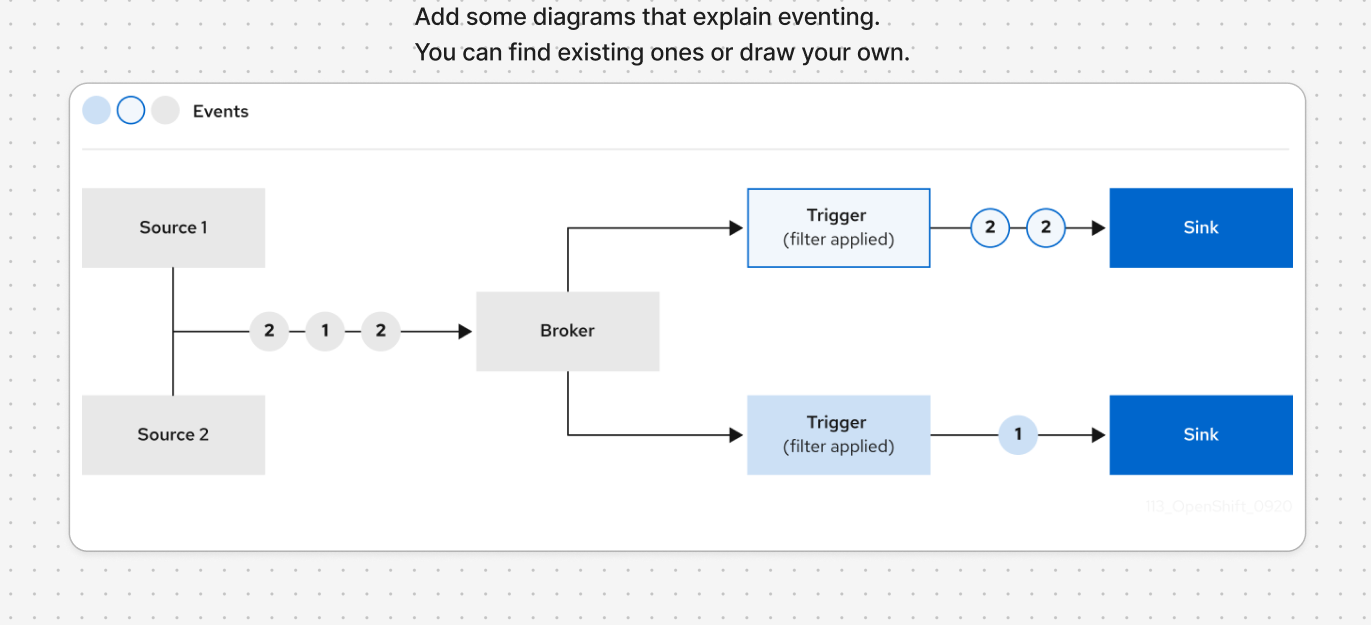 Add some diagrams that explain eventing.
You can find existing ones or draw your own.
Events
Source 1
Trigger
(filter applied)
2
2
Sink
2
1
2
Broker
Source 2
Trigger
(filter applied)
1
Sink
113_OpenShift_0920